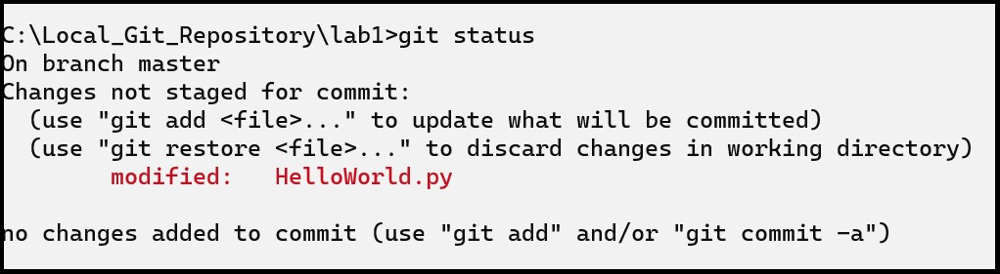 C:\Local_Git_Repository\lab1>git status
On branch master
Changes not staged for commit:
  (use "git add <file>..." to update what will be committed)
  (use "git restore <file>..." to discard changes in working directory)
        modified:   HelloWorld.py

no changes added to commit (use "git add" and/or "git commit -a")